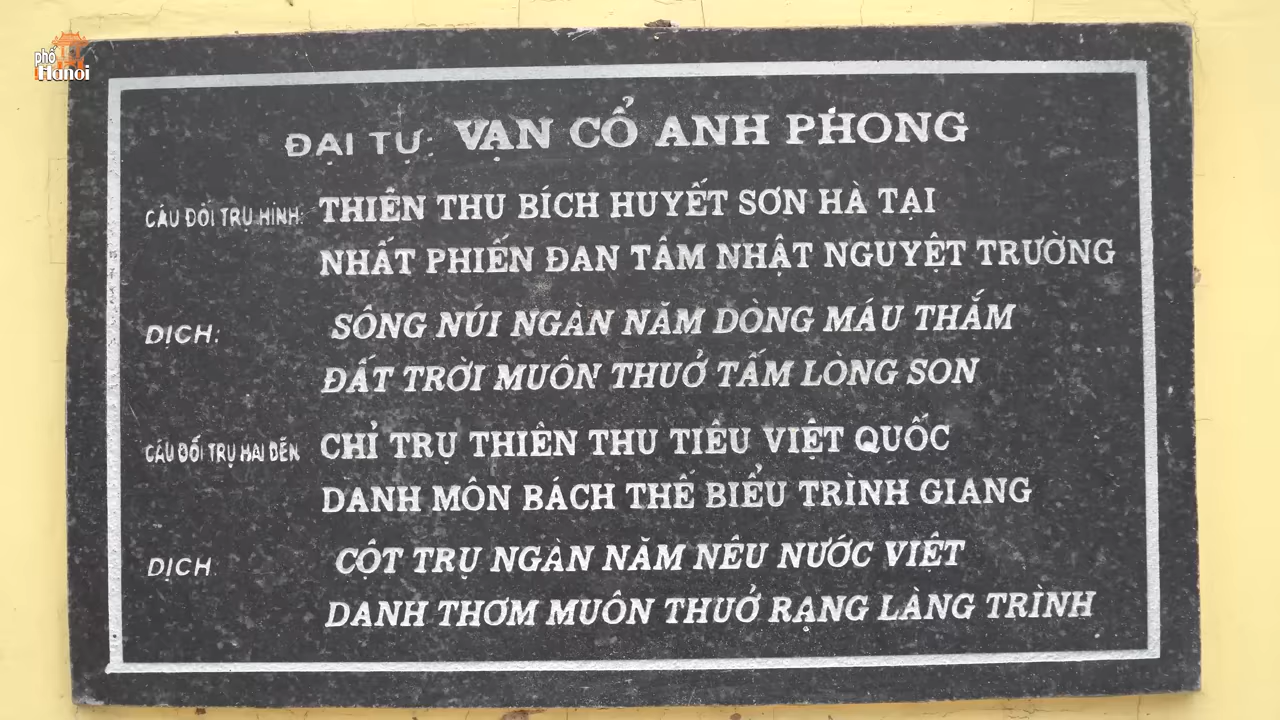 phố
Hanoi
ĐẠI TỰ: VẠN CỔ ANH PHONG
CÂU ĐỐI TRỤ HÌNH: THIÊN THU BÍCH HUYẾT SƠN HÀ TẠI
NHẤT PHIẾN ĐAN TÂM NHẬT NGUYỆT TRƯỜNG
DỊCH: SÔNG NÚI NGÀN NĂM DÒNG MÁU THẮM
ĐẤT TRỜI MUÔN THUỞ TẤM LÒNG SON
CÂU ĐỐI TRỤ HAI BÊN CHỈ TRỤ THIÊN THU TIÊU VIỆT QUỐC
DANH MÔN BÁCH THẾ BIỂU TRÌNH GIANG
DỊCH CỘT TRỤ NGÀN NĂM NÊU NƯỚC VIỆT
DANH THƠM MUÔN THUỞ RẠNG LÀNG TRÌNH